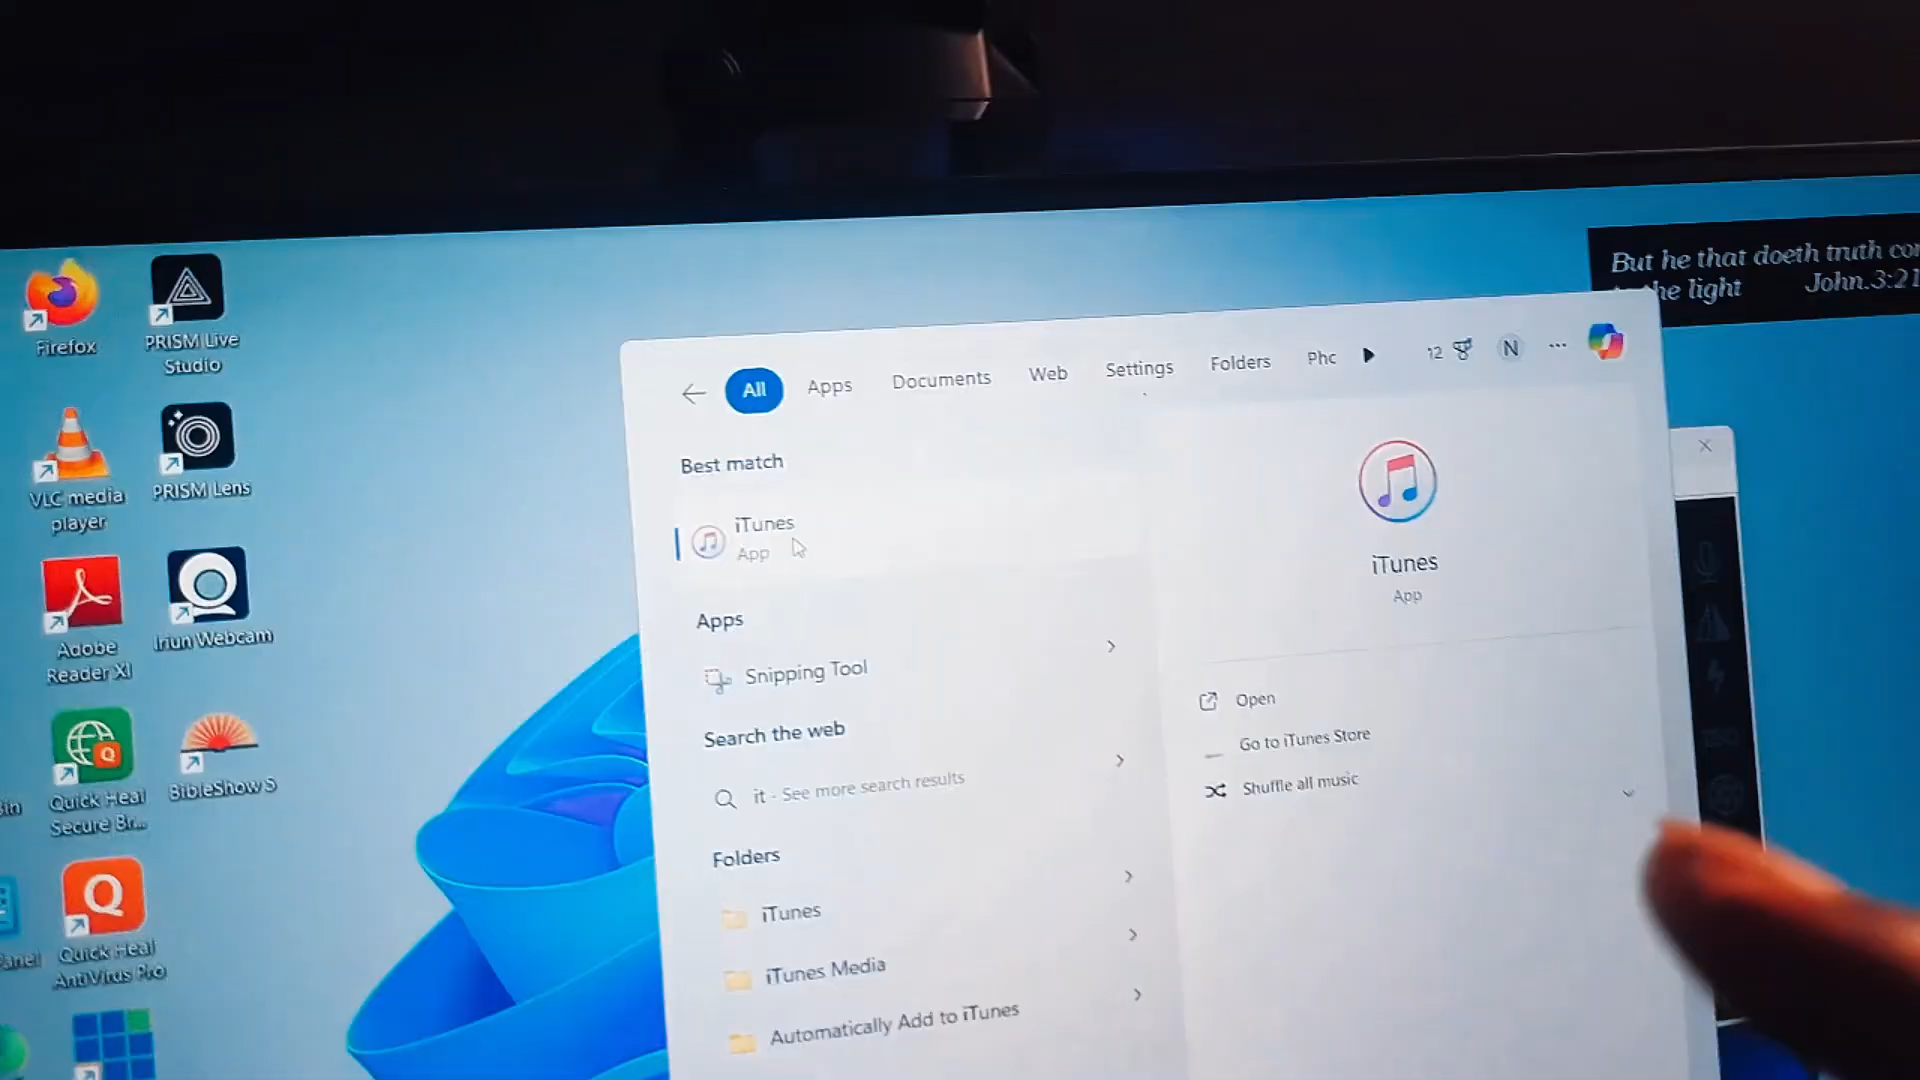 Firefox
PRISM Live
Studio
VLC media
player
PRISM Lens
Adobe
Reader XI
Iriun Webcam
Quick Heal
Secure Br...
BibleShow S
Quick Heal
AntiVirus Pro
But he that doeth truth
the light John.3:21
All Apps Documents Web Settings Folders Pho 12 N ...
Best match
iTunes
App
Apps
Snipping Tool
Search the web
it - See more search results
Folders
iTunes
iTunes Media
Automatically Add to iTunes
iTunes
App
Open
Go to iTunes Store
Shuffle all music